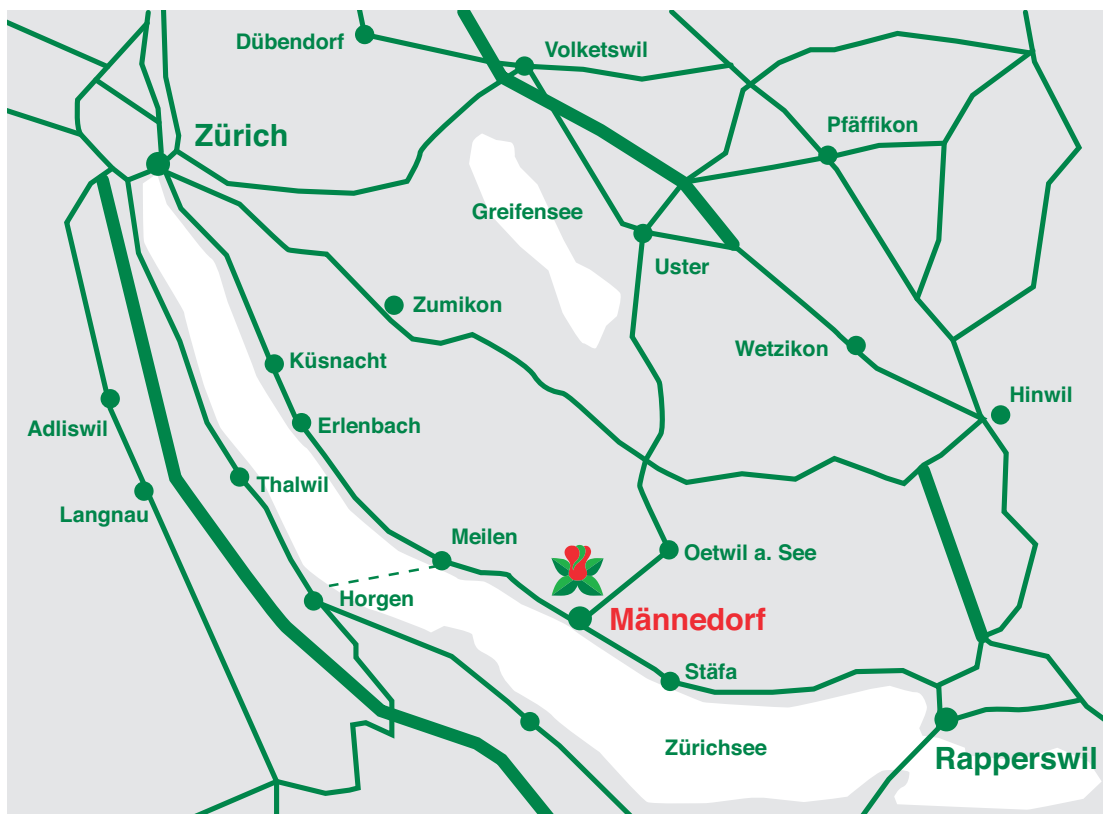 Dübendorf
Volketswil
Zürich
Pfäffikon
Greifensee
Uster
Zumikon
Wetzikon
Küsnacht
Hinwil
Adliswil
Erlenbach
Thalwil
Langnau
Meilen
Oetwil a. See
Horgen
Männedorf
Stäfa
Zürichsee
Rapperswil